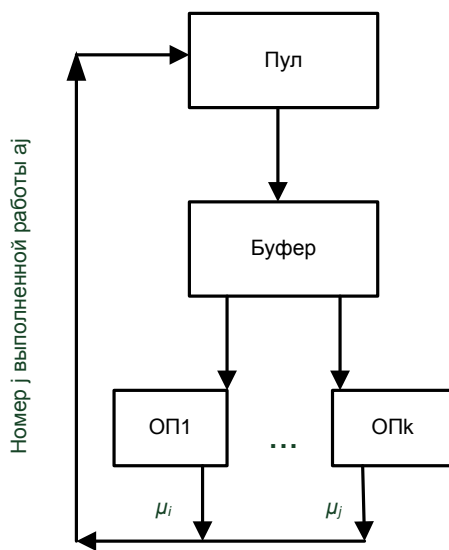 Пул
Буфер
ОП1
...
ОПk
μi
μj
Номер j выполненной работы aj